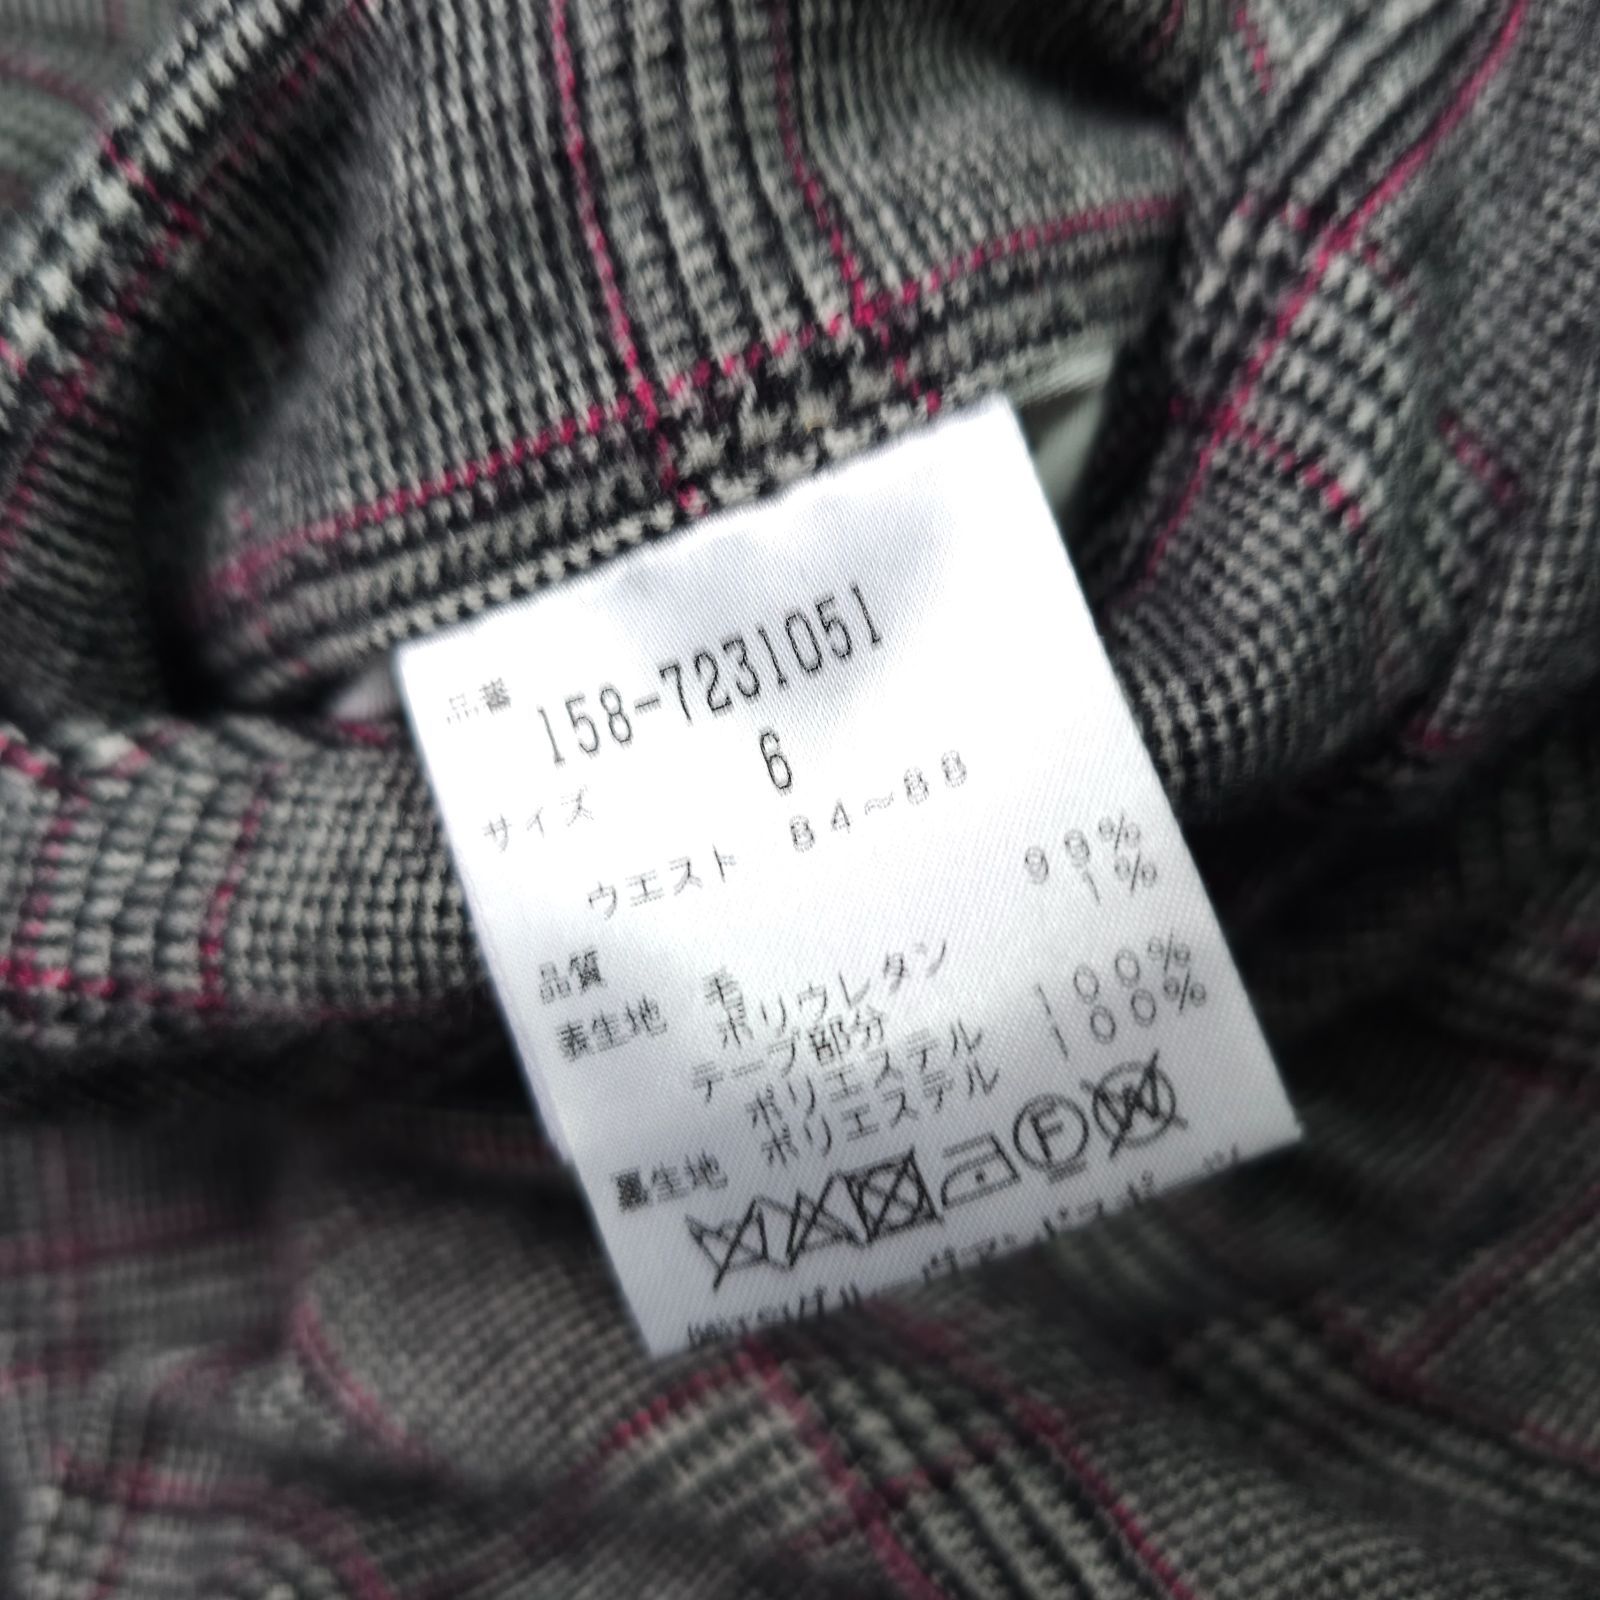 品番 158-7231051
サイズ 6
ウエスト 84~88
品質
表生地 毛 99%
ポリウレタン 1%
テープ部分
ポリエステル 100%
裏生地 ポリエステル 100%
F
W